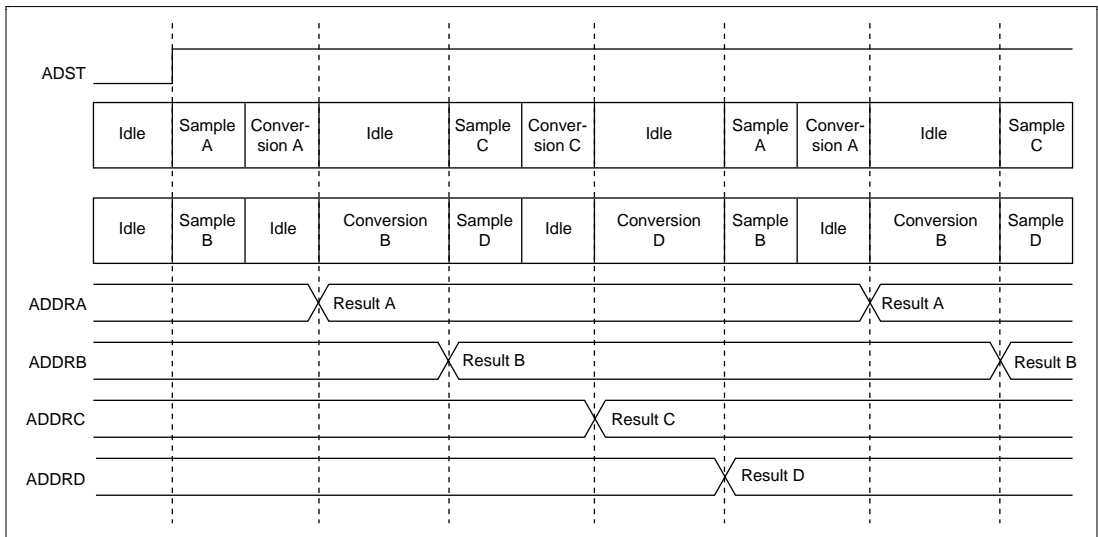 ADST
Idle
Sample
A
Conver-
sion A
Idle
Sample
C
Conver-
sion C
Idle
Sample
A
Conver-
sion A
Idle
Sample
C
Idle
Sample
B
Idle
Conversion
B
Sample
D
Idle
Conversion
D
Sample
B
Idle
Conversion
B
Sample
D
ADDRA
Result A
Result A
ADDRB
Result B
Result B
ADDRC
Result C
ADDRD
Result D